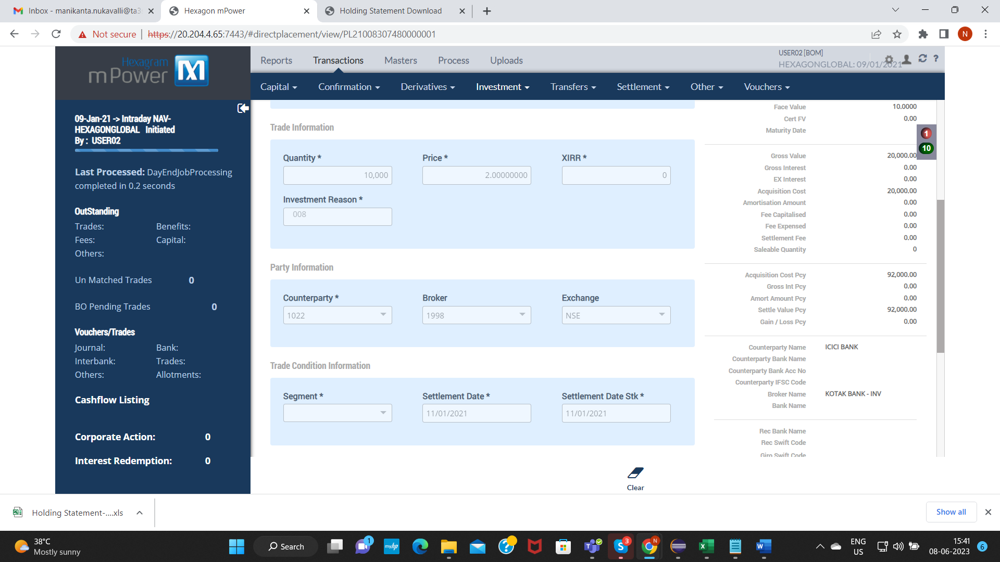 Inbox - manikanta.nukavalli@ta3
Hexagon mPower
Holding Statement Download
Not secure
https://20.204.4.65:7443/#directplacement/view/PL21008307480000001
N
Hexagram
mPower
Reports
Transactions
Masters
Process
Uploads
USER02 [BOM]
HEXAGONGLOBAL: 09/01/2021
?
Capital
Confirmation
Derivatives
Investment
Transfers
Settlement
Other
Vouchers
09-Jan-21 -> Intraday NAV-
HEXAGONGLOBAL Initiated
By : USER02
Last Processed: DayEndJobProcessing
completed in 0.2 seconds
OutStanding
Trades:
Benefits:
Fees:
Capital:
Others:
Un Matched Trades 0
BO Pending Trades 0
Vouchers/Trades
Journal:
Bank:
Interbank:
Trades:
Others:
Allotments:
Cashflow Listing
Corporate Action: 0
Interest Redemption: 0
Trade Information
Quantity *
Price *
XIRR *
10,000
2.00000000
0
Investment Reason *
008
Party Information
Counterparty *
Broker
Exchange
1022
1998
NSE
Trade Condition Information
Segment *
Settlement Date *
Settlement Date Stk *
11/01/2021
11/01/2021
Clear
Face Value 10.0000
Cert FV 0.00
Maturity Date
1
10
Gross Value 20,000.00
Gross Interest 0.00
EX Interest 0.00
Acquisition Cost 20,000.00
Amortisation Amount 0.00
Fee Capitalised 0.00
Fee Expensed 0.00
Settlement Fee 0.00
Saleable Quantity 0
Acquisition Cost Pcy 92,000.00
Gross Int Pcy 0.00
Amort Amount Pcy 0.00
Settle Value Pcy 92,000.00
Gain / Loss Pcy 0.00
Counterparty Name ICICI BANK
Counterparty Bank Name
Counterparty Bank Acc No
Counterparty IFSC Code
Broker Name KOTAK BANK - INV
Bank Name
Rec Bank Name
Rec Swift Code
Giro Swift Code
Holding Statement-....xls
Show all
38°C
Mostly sunny
Search
1
myhp
3
N
ENG
US
15:41
08-06-2023
6